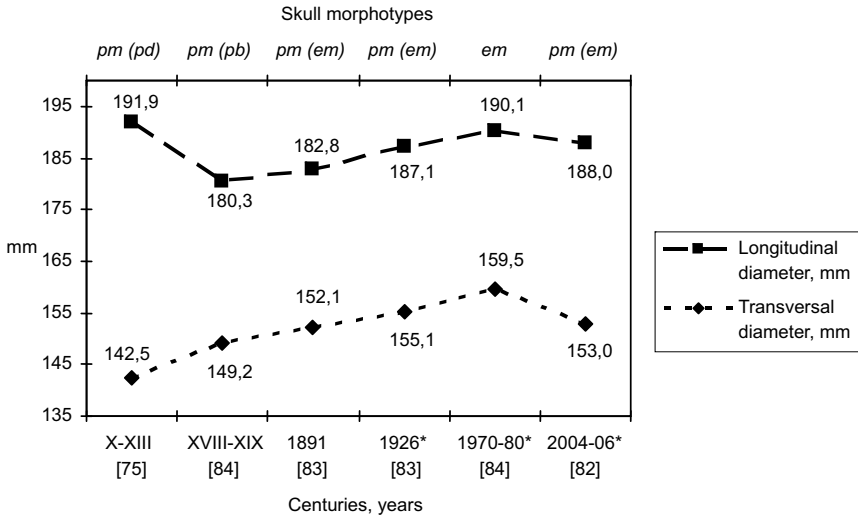 Skull morphotypes
pm (pd) pm (pb) pm (em) pm (em) em pm (em)
195
185
175
165
155
145
135
mm
191,9
180,3
182,8
187,1
190,1
188,0
142,5
149,2
152,1
155,1
159,5
153,0
Longitudinal
diameter, mm
Transversal
diameter, mm
X-XIII XVIII-XIX 1891 1926* 1970-80* 2004-06*
[75] [84] [83] [83] [84] [82]
Centuries, years